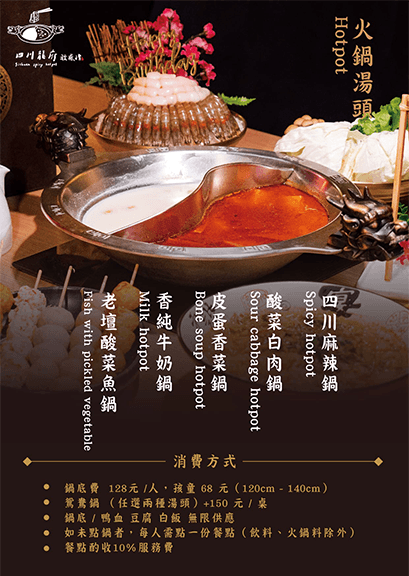 四川龍府
Sichuan spicy hotpot
火鍋湯頭
Hotpot
四川麻辣鍋
Spicy hotpot
酸菜白肉鍋
Sour cabbage hotpot
皮蛋香菜鍋
Bone soup hotpot
香純牛奶鍋
Milk hotpot
老壇酸菜魚鍋
Fish with pickled vegetable
消費方式
鍋底費 128元 /人，孩童 68 元（120cm - 140cm）
鴛鴦鍋 （任選兩種湯頭）+150 元 / 桌
鍋底 / 鴨血 豆腐 白飯 無限供應
如未點鍋者，每人需點一份餐點（飲料、火鍋料除外）
餐點酌收10%服務費